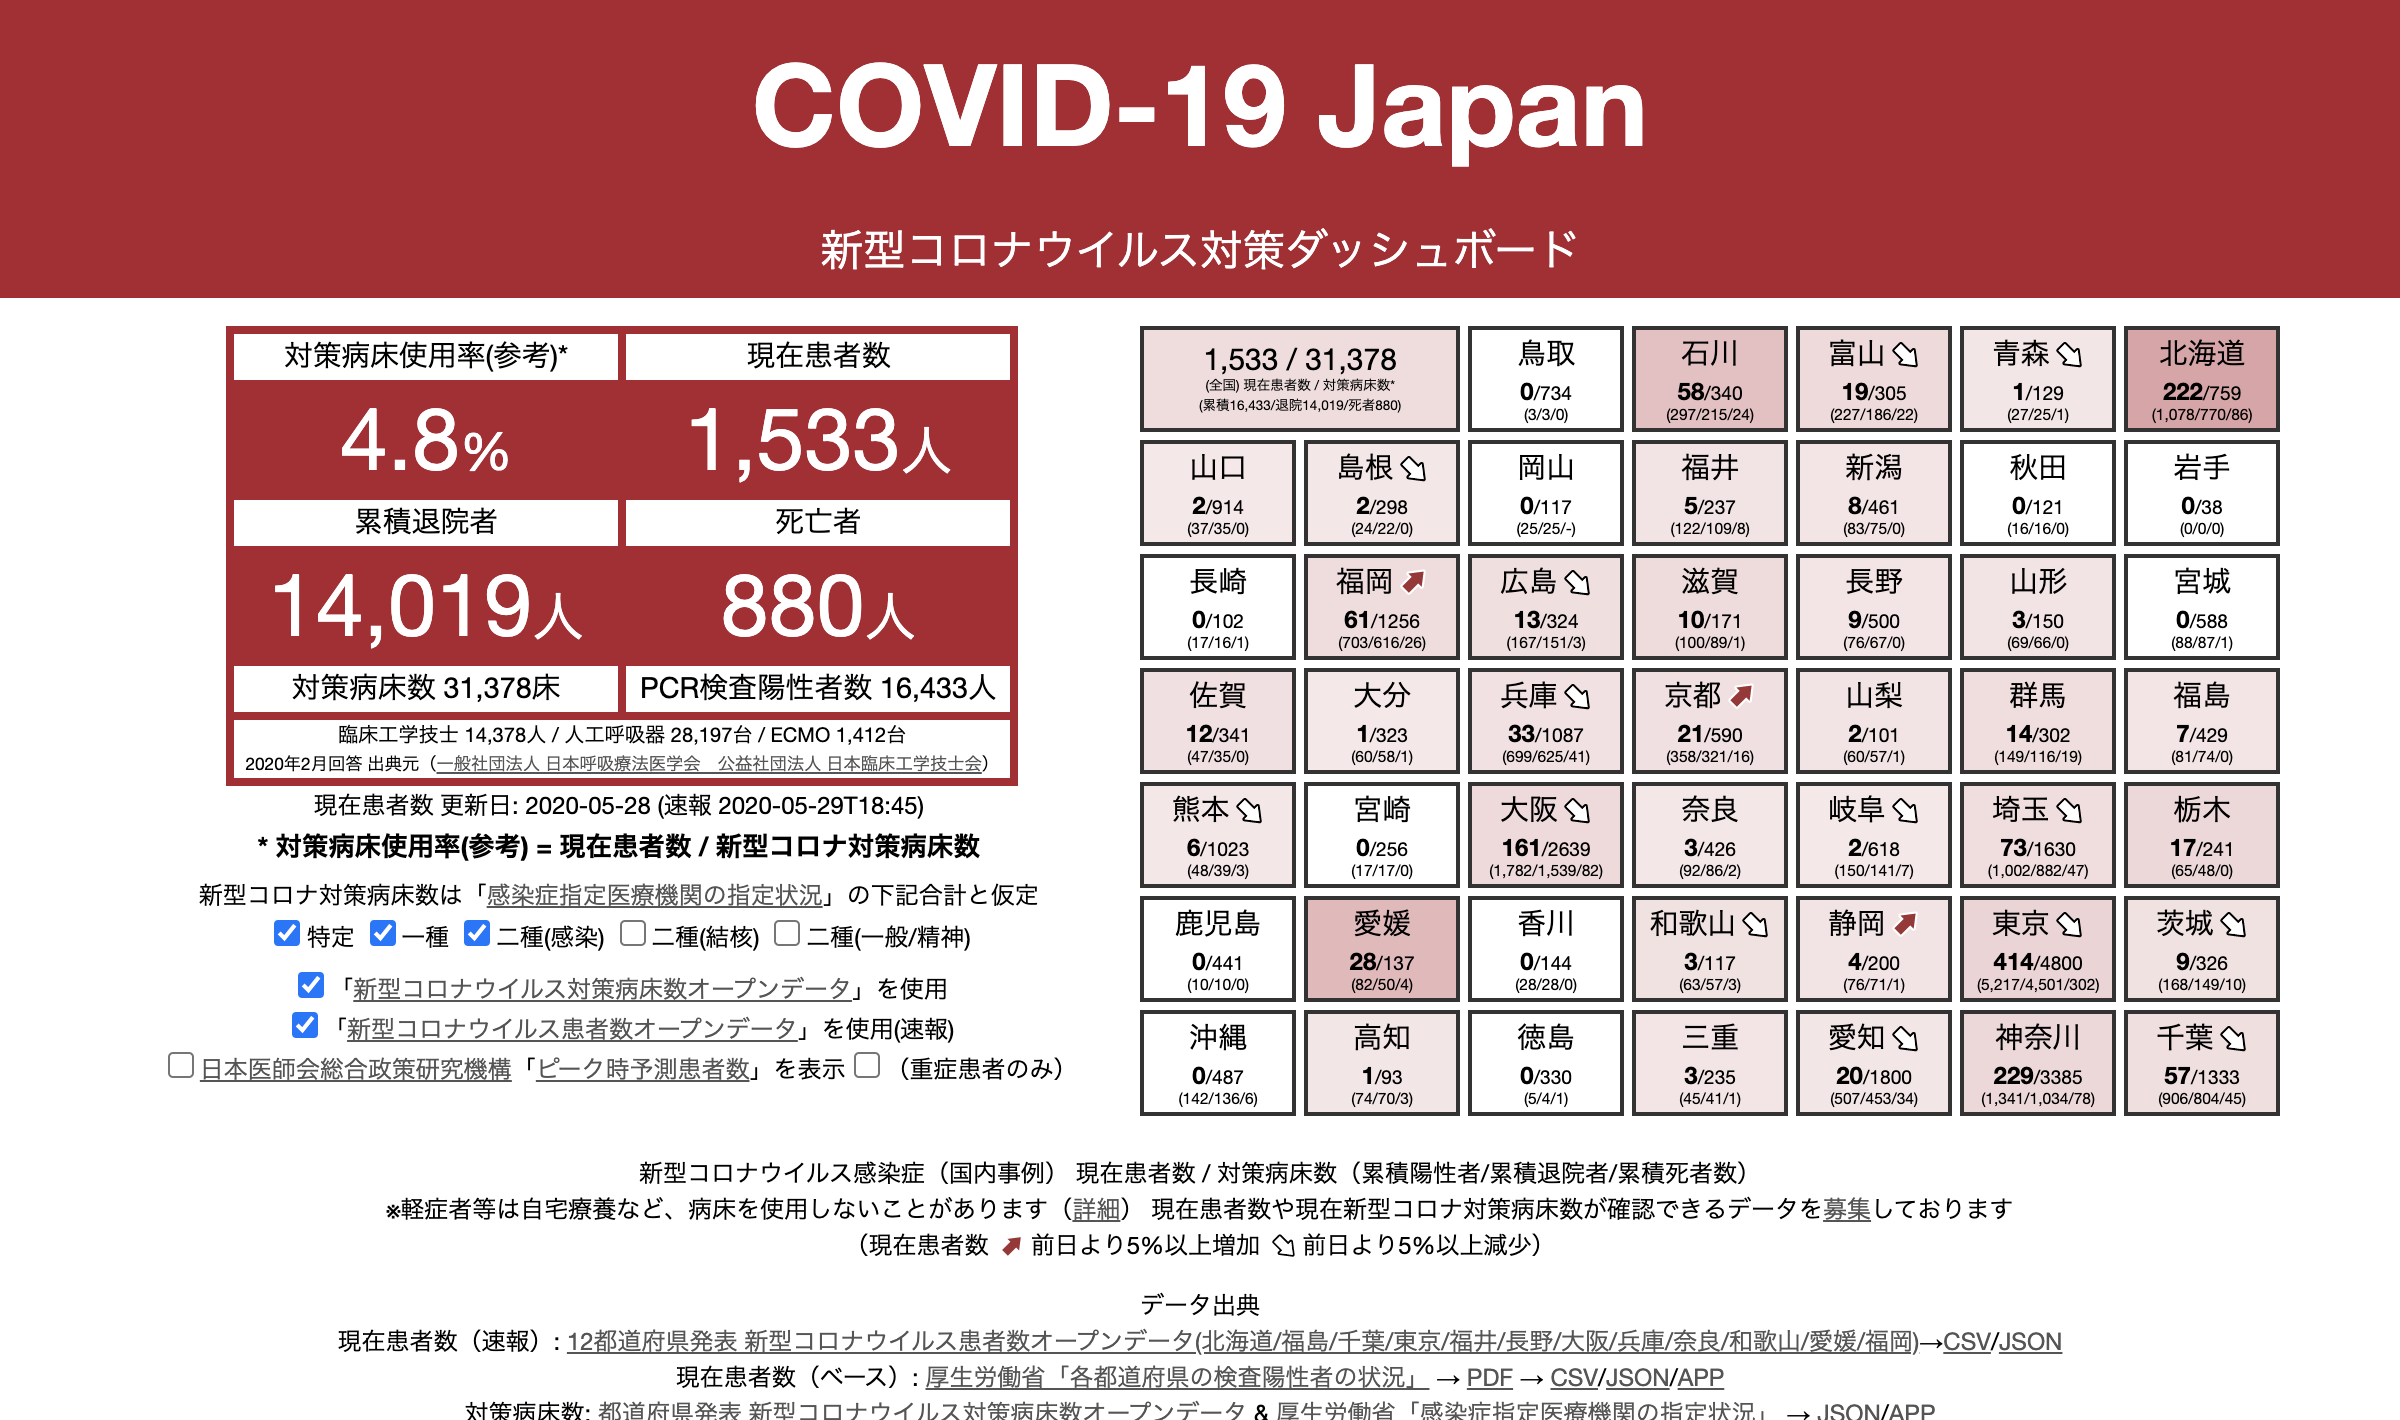 COVID-19 Japan
新型コロナウイルス対策ダッシュボード
対策病床使用率(参考)*
現在患者数
4.8%
1,533人
累積退院者
死亡者
14,019人
880人
対策病床数 31,378床
PCR検査陽性者数 16,433人
臨床工学技士 14,378人 / 人工呼吸器 28,197台 / ECMO 1,412台
2020年2月回答 出典元（一般社団法人 日本呼吸療法医学会　公益社団法人 日本臨床工学技士会）
現在患者数 更新日: 2020-05-28 (速報 2020-05-29T18:45)
* 対策病床使用率(参考) = 現在患者数 / 新型コロナ対策病床数
新型コロナ対策病床数は「感染症指定医療機関の指定状況」の下記合計と仮定
特定 一種 二種(感染) 二種(結核) 二種(一般/精神)
「新型コロナウイルス対策病床数オープンデータ」を使用
「新型コロナウイルス患者数オープンデータ」を使用(速報)
日本医師会総合政策研究機構「ピーク時予測患者数」を表示 （重症患者のみ）
1,533 / 31,378
(全国) 現在患者数 / 対策病床数*
(累積16,433/退院14,019/死者880)
鳥取
0/734
(3/3/0)
石川
58/340
(297/215/24)
富山
19/305
(227/186/22)
青森
1/129
(27/25/1)
北海道
222/759
(1,078/770/86)
山口
2/914
(37/35/0)
島根
2/298
(24/22/0)
岡山
0/117
(25/25/-)
福井
5/237
(122/109/8)
新潟
8/461
(83/75/0)
秋田
0/121
(16/16/0)
岩手
0/38
(0/0/0)
長崎
0/102
(17/16/1)
福岡
61/1256
(703/616/26)
広島
13/324
(167/151/3)
滋賀
10/171
(100/89/1)
長野
9/500
(76/67/0)
山形
3/150
(69/66/0)
宮城
0/588
(88/87/1)
佐賀
12/341
(47/35/0)
大分
1/323
(60/58/1)
兵庫
33/1087
(699/625/41)
京都
21/590
(358/321/16)
山梨
2/101
(60/57/1)
群馬
14/302
(149/116/19)
福島
7/429
(81/74/0)
熊本
6/1023
(48/39/3)
宮崎
0/256
(17/17/0)
大阪
161/2639
(1,782/1,539/82)
奈良
3/426
(92/86/2)
岐阜
2/618
(150/141/7)
埼玉
73/1630
(1,002/882/47)
栃木
17/241
(65/48/0)
鹿児島
0/441
(10/10/0)
愛媛
28/137
(82/50/4)
香川
0/144
(28/28/0)
和歌山
3/117
(63/57/3)
静岡
4/200
(76/71/1)
東京
414/4800
(5,217/4,501/302)
茨城
9/326
(168/149/10)
沖縄
0/487
(142/136/6)
高知
1/93
(74/70/3)
徳島
0/330
(5/4/1)
三重
3/235
(45/41/1)
愛知
20/1800
(507/453/34)
神奈川
229/3385
(1,341/1,034/78)
千葉
57/1333
(906/804/45)
新型コロナウイルス感染症（国内事例） 現在患者数 / 対策病床数（累積陽性者/累積退院者/累積死者数）
※軽症者等は自宅療養など、病床を使用しないことがあります（詳細） 現在患者数や現在新型コロナ対策病床数が確認できるデータを募集しております
（現在患者数 前日より5%以上増加 前日より5%以上減少）
データ出典
現在患者数（速報）: 12都道府県発表 新型コロナウイルス患者数オープンデータ(北海道/福島/千葉/東京/福井/長野/大阪/兵庫/奈良/和歌山/愛媛/福岡)→CSV/JSON
現在患者数（ベース）: 厚生労働省「各都道府県の検査陽性者の状況」 → PDF → CSV/JSON/APP
対策病床数: 都道府県発表 新型コロナウイルス対策病床数オープンデータ & 厚生労働省「感染症指定医療機関の指定状況」 → JSON/APP